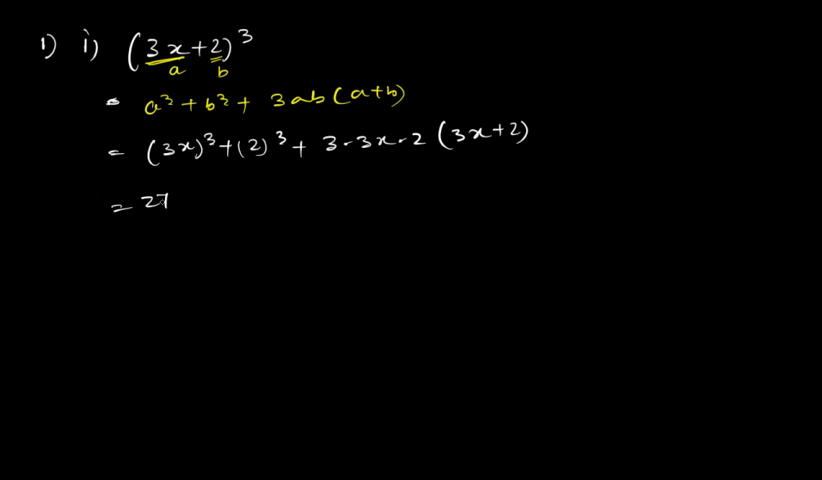 1) i) (3x+2)³
a b
= a³ + b³ + 3ab(a+b)
= (3x)³+(2)³+ 3·3x·2 (3x+2)
= 27